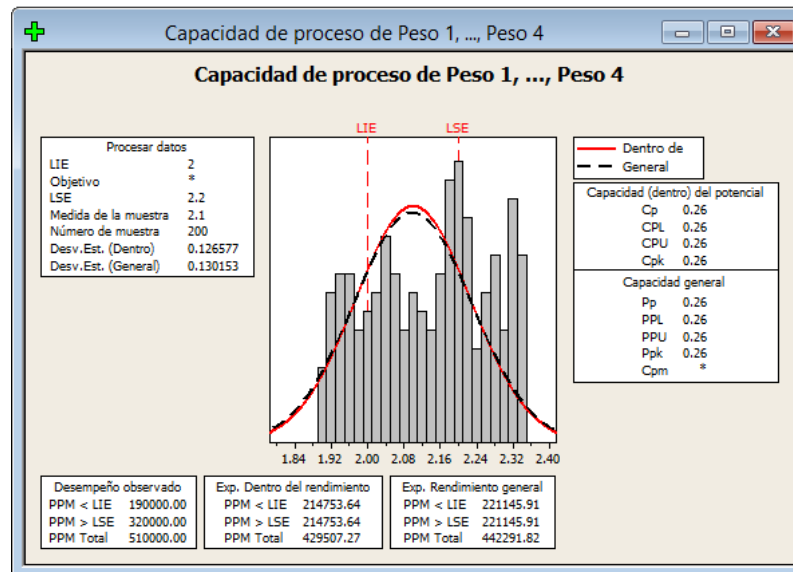 Capacidad de proceso de Peso 1, ..., Peso 4
Capacidad de proceso de Peso 1, ..., Peso 4
Procesar datos
LIE 2
Objetivo *
LSE 2.2
Medida de la muestra 2.1
Número de muestra 200
Desv.Est. (Dentro) 0.126577
Desv.Est. (General) 0.130153
LIE LSE
Dentro de
General
Capacidad (dentro) del potencial
Cp 0.26
CPL 0.26
CPU 0.26
Cpk 0.26
Capacidad general
Pp 0.26
PPL 0.26
PPU 0.26
Ppk 0.26
Cpm *
1.84 1.92 2.00 2.08 2.16 2.24 2.32 2.40
Desempeño observado
PPM < LIE 190000.00
PPM > LSE 320000.00
PPM Total 510000.00
Exp. Dentro del rendimiento
PPM < LIE 214753.64
PPM > LSE 214753.64
PPM Total 429507.27
Exp. Rendimiento general
PPM < LIE 221145.91
PPM > LSE 221145.91
PPM Total 442291.82